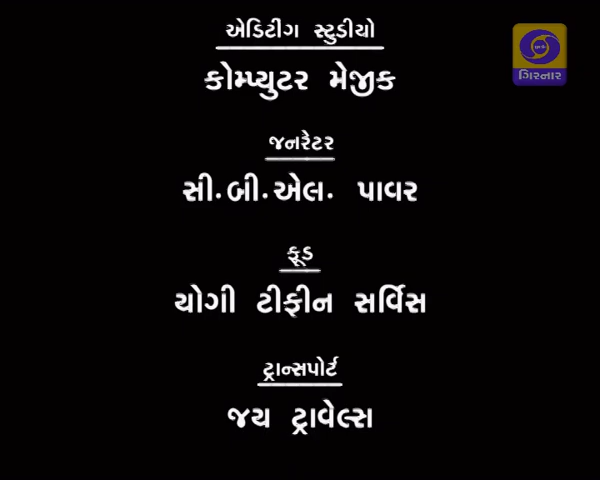 એડિટીગ સ્ટુડીયો
કોમ્પ્યુટર મેજીક
ગિરનાર
જનરેટર
સી.બી.એલ. પાવર
ફૂડ
યોગી ટીફીન સર્વિસ
ટ્રાન્સપોર્ટ
જય ટ્રાવેલ્સ